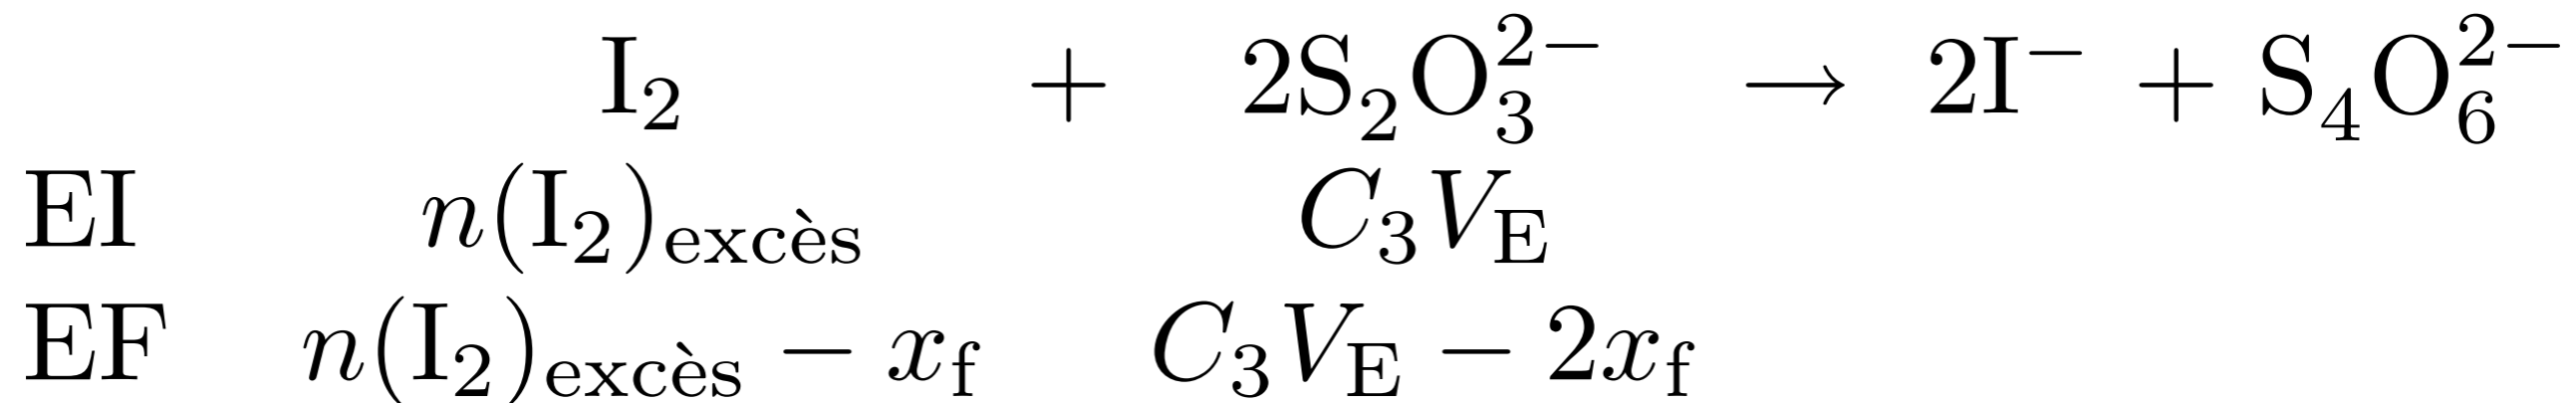 I₂ + 2S₂O₃²⁻ ⟶ 2I⁻ + S₄O₆²⁻
EI n(I₂)excès C₃V_E
EF n(I₂)excès − x_f C₃V_E − 2x_f